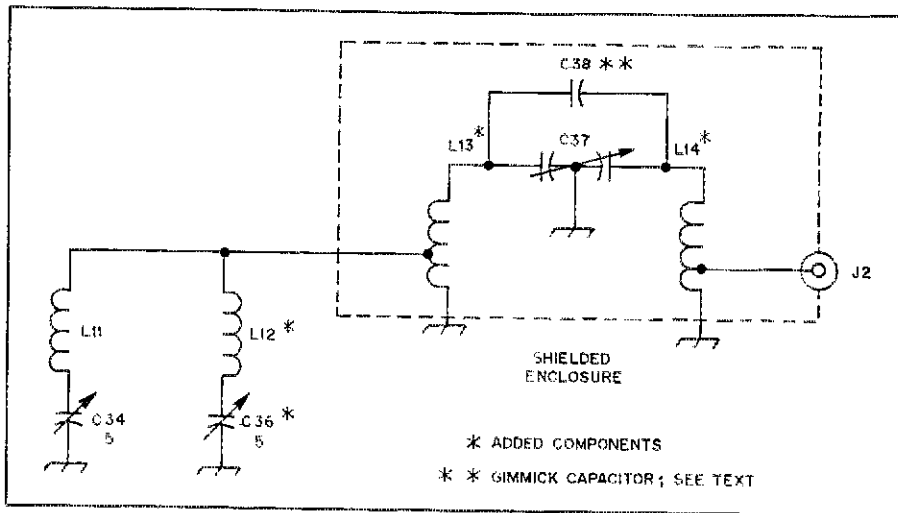 C38 * *
L13 *
C37
L14 *
J2
L11
L12 *
C34
5
C36 *
5
SHIELDED
ENCLOSURE
* ADDED COMPONENTS
* * GIMMICK CAPACITOR; SEE TEXT